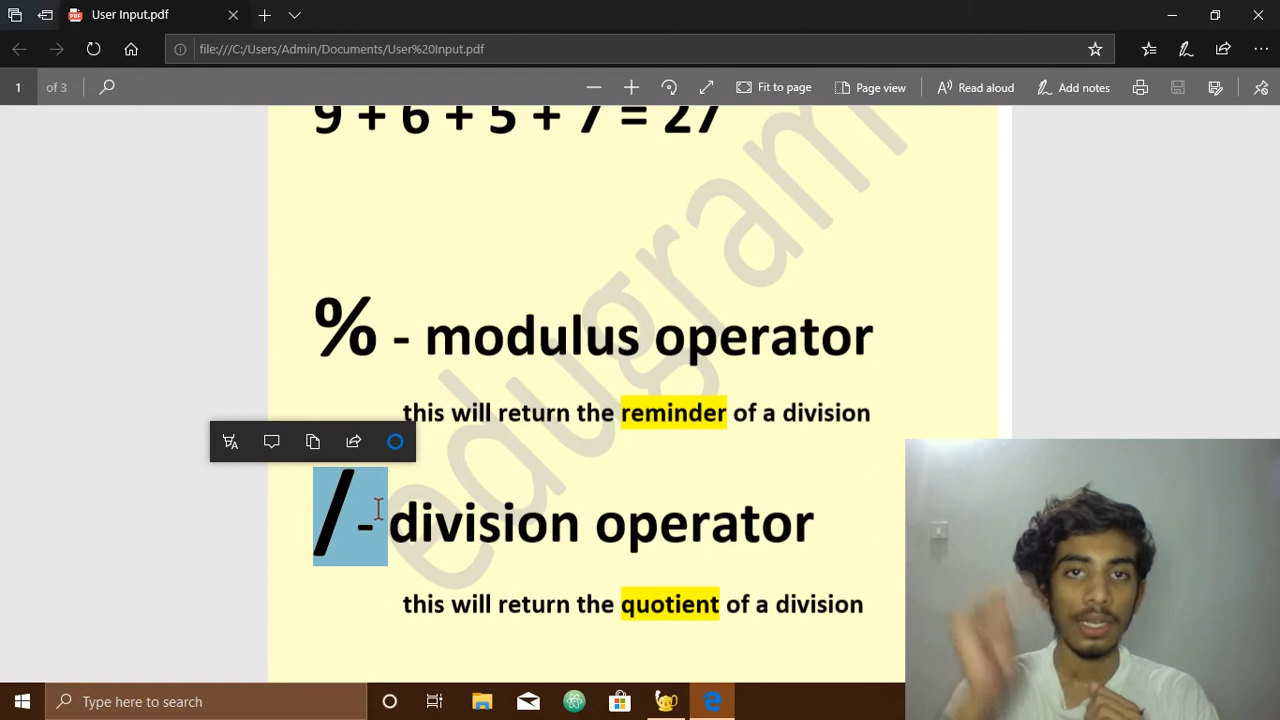 User Input.pdf
file:///C:/Users/Admin/Documents/User%20Input.pdf
1 of 3
Fit to page
Page view
Read aloud
Add notes
9 + 6 + 5 + 7 = 27
% - modulus operator
this will return the reminder of a division
/- division operator
this will return the quotient of a division
edugram
Type here to search